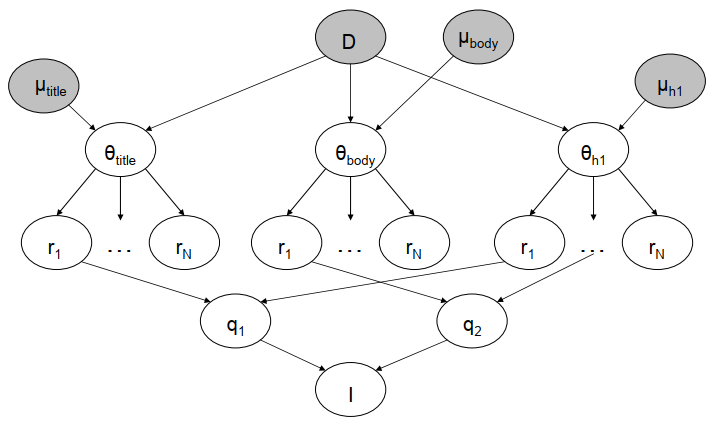 D
μbody
μtitle
μh1
θtitle
θbody
θh1
r1 ... rN
r1 ... rN
r1 ... rN
q1
q2
I